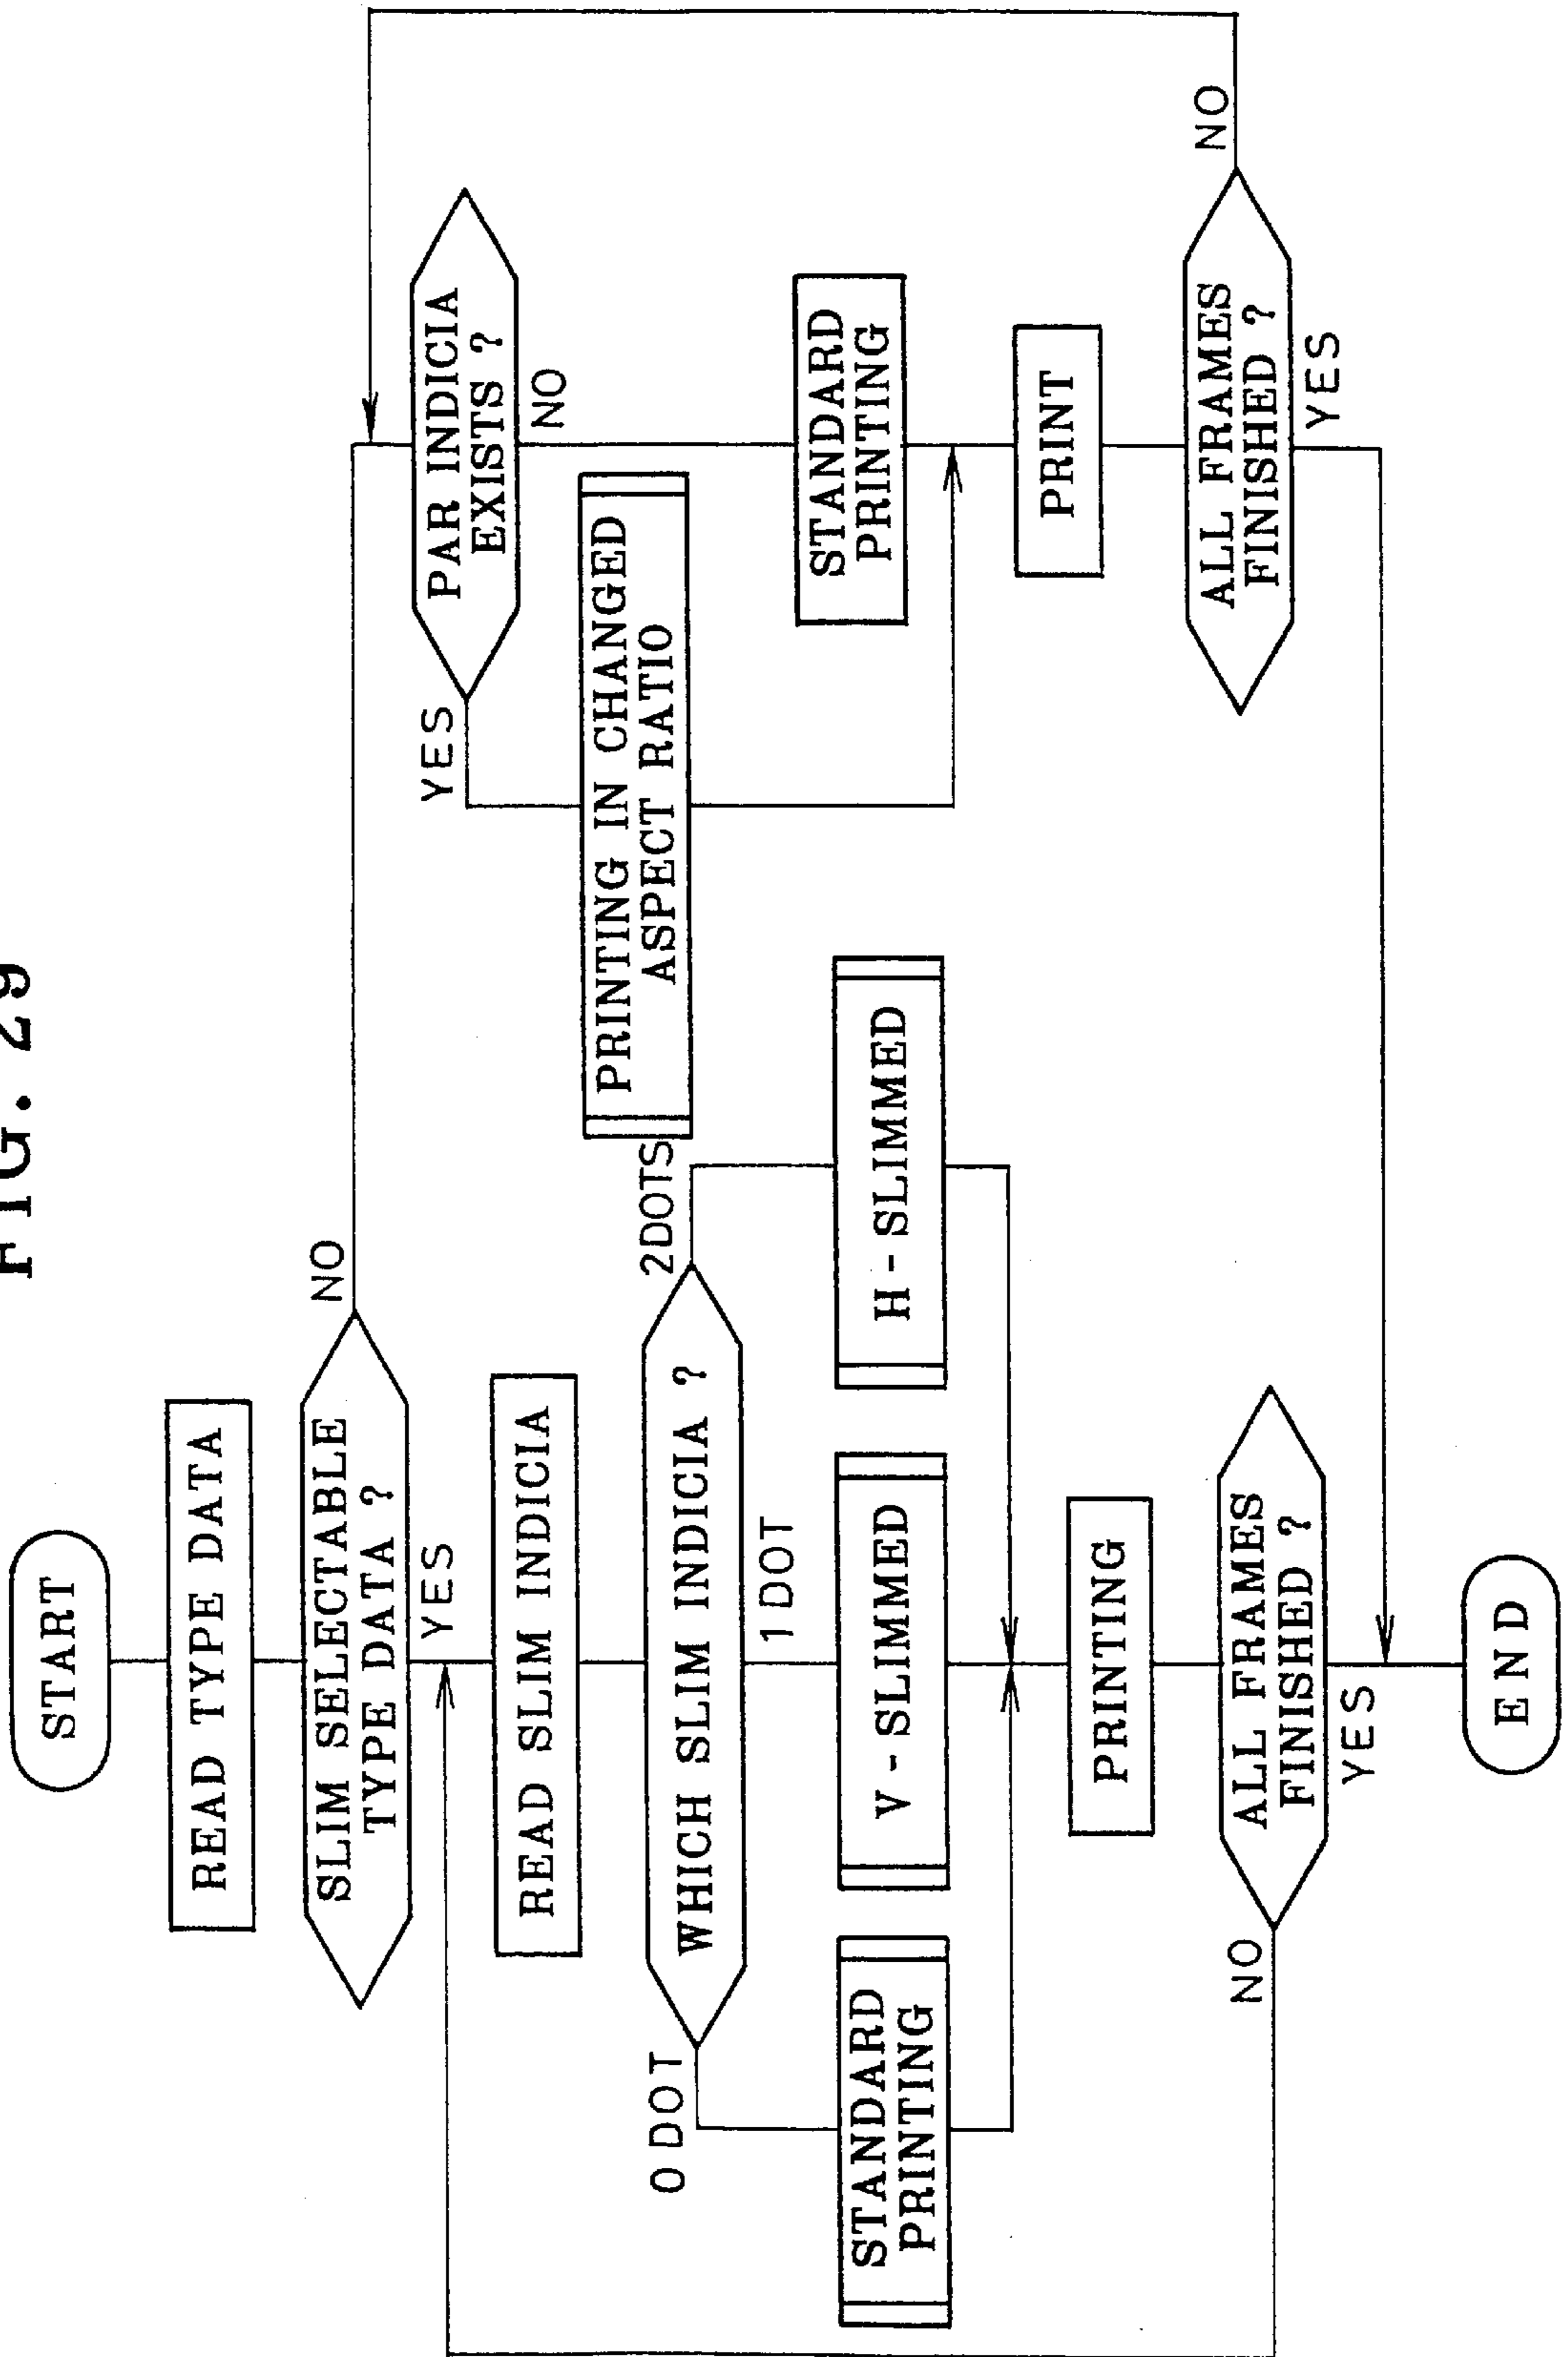 FIG. 29
START
READ TYPE DATA
SLIM SELECTABLE
TYPE DATA ?
NO
YES
READ SLIM INDICIA
WHICH SLIM INDICIA ?
0 DOT
1 DOT
2DOTS
STANDARD
PRINTING
V - SLIMMED
H - SLIMMED
PRINTING
ALL FRAMES
FINISHED ?
NO
YES
END
PAR INDICIA
EXISTS ?
YES
NO
PRINTING IN CHANGED
ASPECT RATIO
STANDARD
PRINTING
PRINT
ALL FRAMES
FINISHED ?
NO
YES